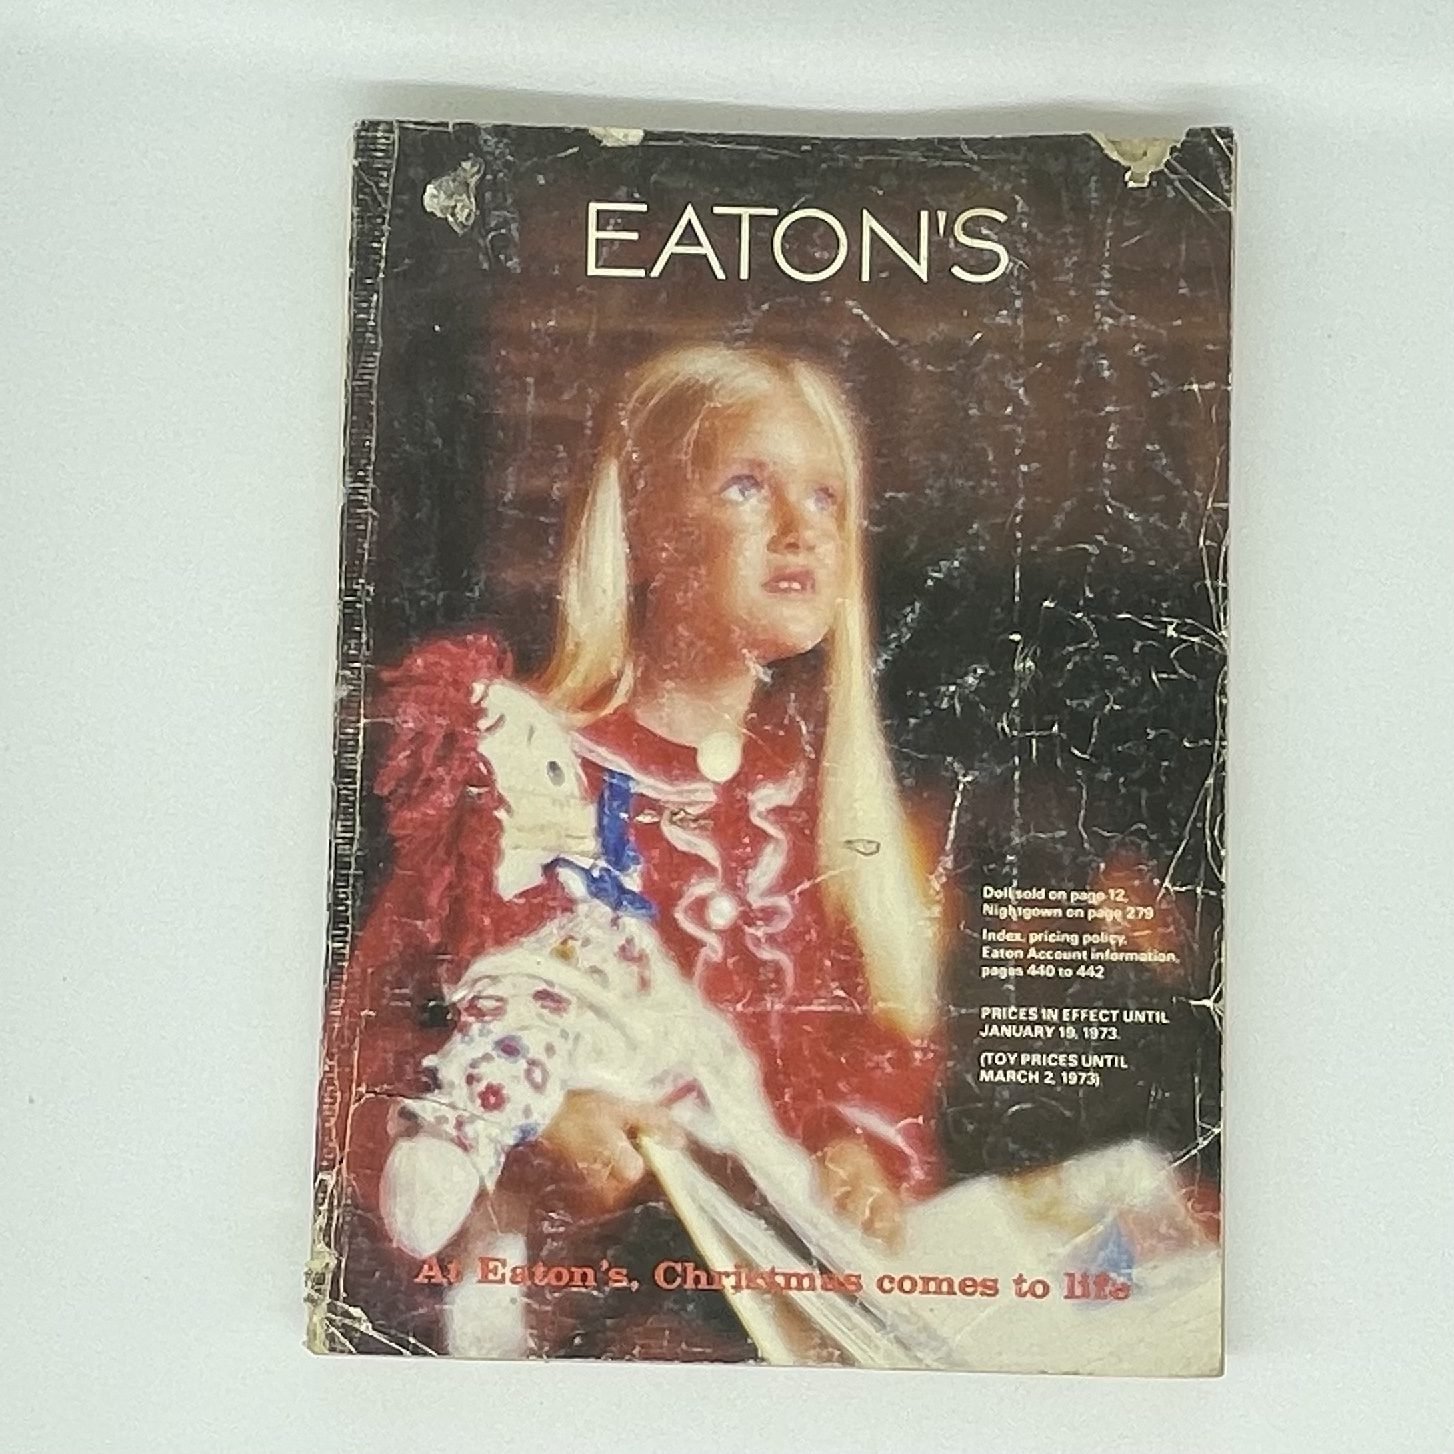 EATON'S
Doll sold on page 12,
Nightgown on page 279
Index, pricing policy,
Eaton Account information,
pages 440 to 442
PRICES IN EFFECT UNTIL
JANUARY 19, 1973.
(TOY PRICES UNTIL
MARCH 2, 1973)
At Eaton's, Christmas comes to life